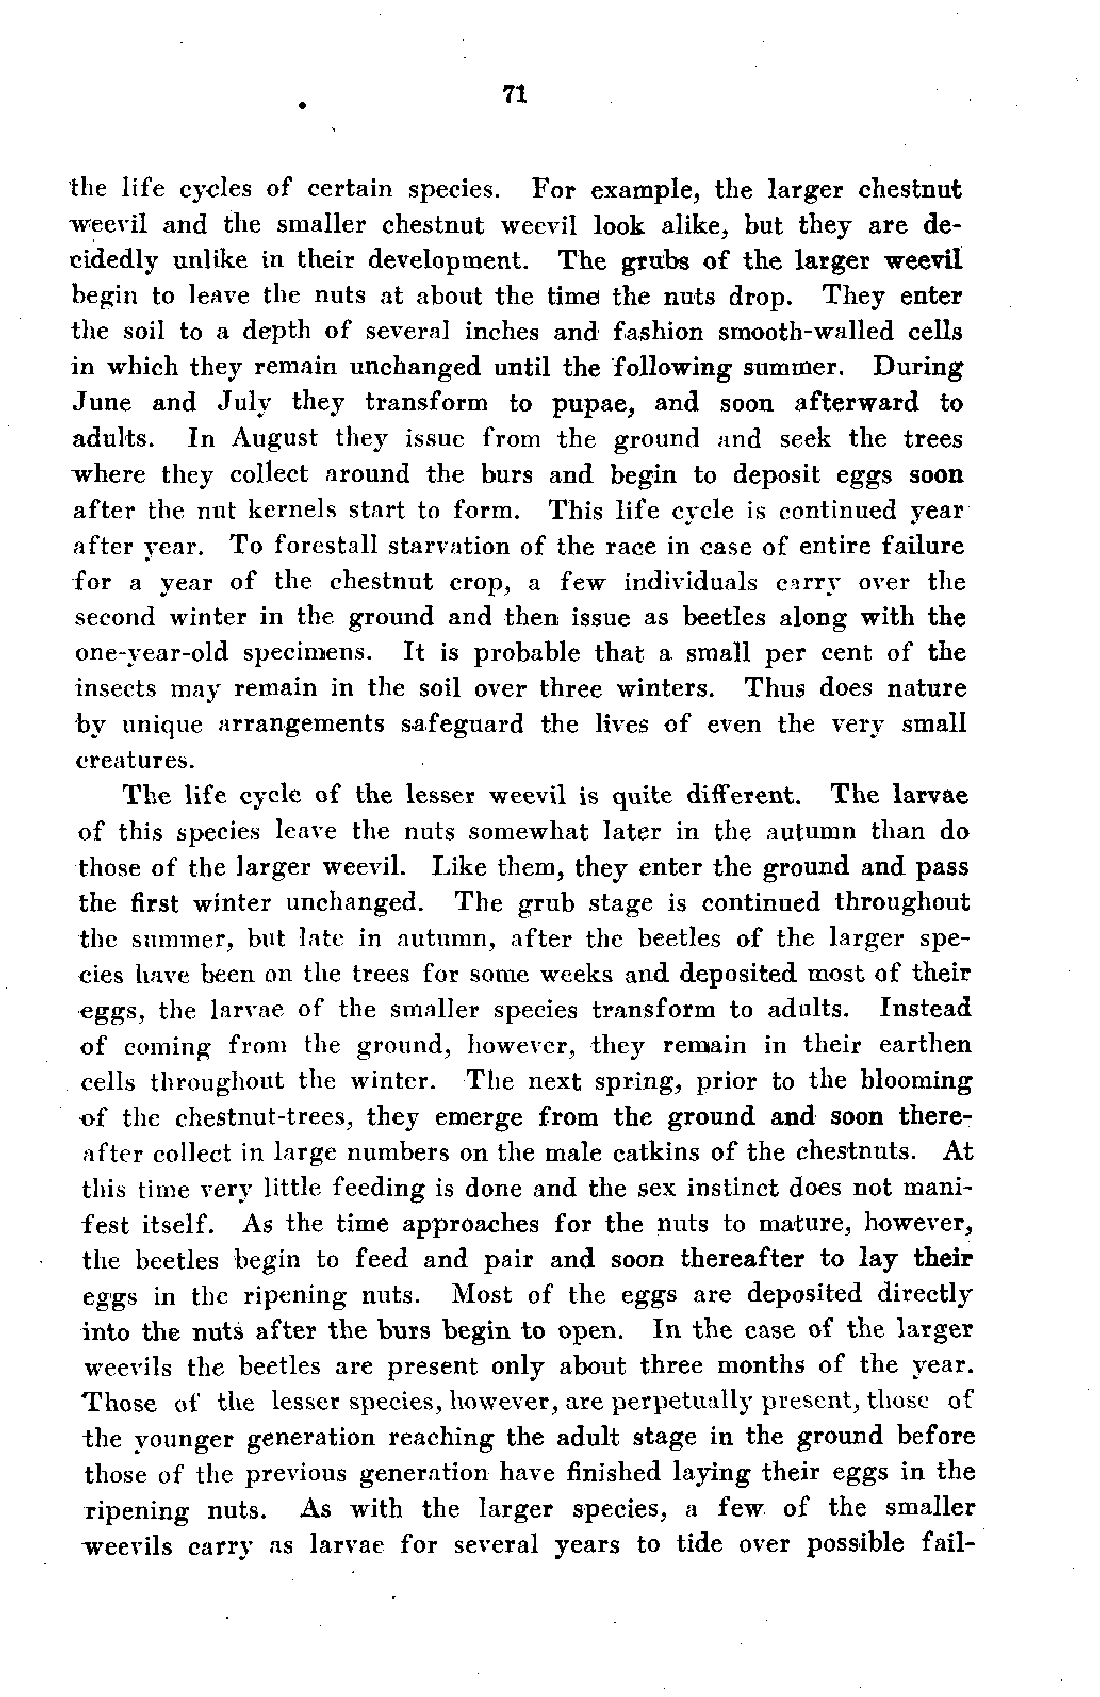 71
the life cycles of certain species. For example, the larger chestnut
weevil and the smaller chestnut weevil look alike, but they are de-
cidedly unlike in their development. The grubs of the larger weevil
begin to leave the nuts at about the time the nuts drop. They enter
the soil to a depth of several inches and fashion smooth-walled cells
in which they remain unchanged until the following summer. During
June and July they transform to pupae, and soon afterward to
adults. In August they issue from the ground and seek the trees
where they collect around the burs and begin to deposit eggs soon
after the nut kernels start to form. This life cycle is continued year
after year. To forestall starvation of the race in case of entire failure
for a year of the chestnut crop, a few individuals carry over the
second winter in the ground and then issue as beetles along with the
one-year-old specimens. It is probable that a small per cent of the
insects may remain in the soil over three winters. Thus does nature
by unique arrangements safeguard the lives of even the very small
creatures.
The life cycle of the lesser weevil is quite different. The larvae
of this species leave the nuts somewhat later in the autumn than do
those of the larger weevil. Like them, they enter the ground and pass
the first winter unchanged. The grub stage is continued throughout
the summer, but late in autumn, after the beetles of the larger spe-
cies have been on the trees for some weeks and deposited most of their
eggs, the larvae of the smaller species transform to adults. Instead
of coming from the ground, however, they remain in their earthen
cells throughout the winter. The next spring, prior to the blooming
of the chestnut-trees, they emerge from the ground and soon there-
after collect in large numbers on the male catkins of the chestnuts. At
this time very little feeding is done and the sex instinct does not mani-
fest itself. As the time approaches for the nuts to mature, however,
the beetles begin to feed and pair and soon thereafter to lay their
eggs in the ripening nuts. Most of the eggs are deposited directly
into the nuts after the burs begin to open. In the case of the larger
weevils the beetles are present only about three months of the year.
Those of the lesser species, however, are perpetually present, those of
the younger generation reaching the adult stage in the ground before
those of the previous generation have finished laying their eggs in the
ripening nuts. As with the larger species, a few of the smaller
weevils carry as larvae for several years to tide over possible fail-